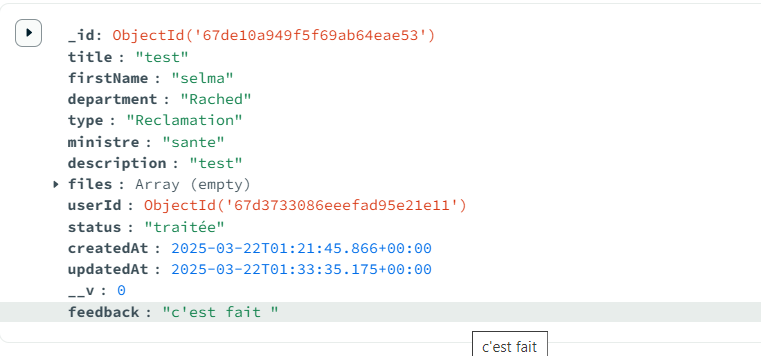 _id: ObjectId('67de10a949f5f69ab64eae53')
title : "test"
firstName : "selma"
department : "Rached"
type : "Reclamation"
ministre : "sante"
description : "test"
files : Array (empty)
userId : ObjectId('67d3733086eeefad95e21e11')
status : "traitée"
createdAt : 2025-03-22T01:21:45.866+00:00
updatedAt : 2025-03-22T01:33:35.175+00:00
__v : 0
feedback : "c'est fait "
c'est fait